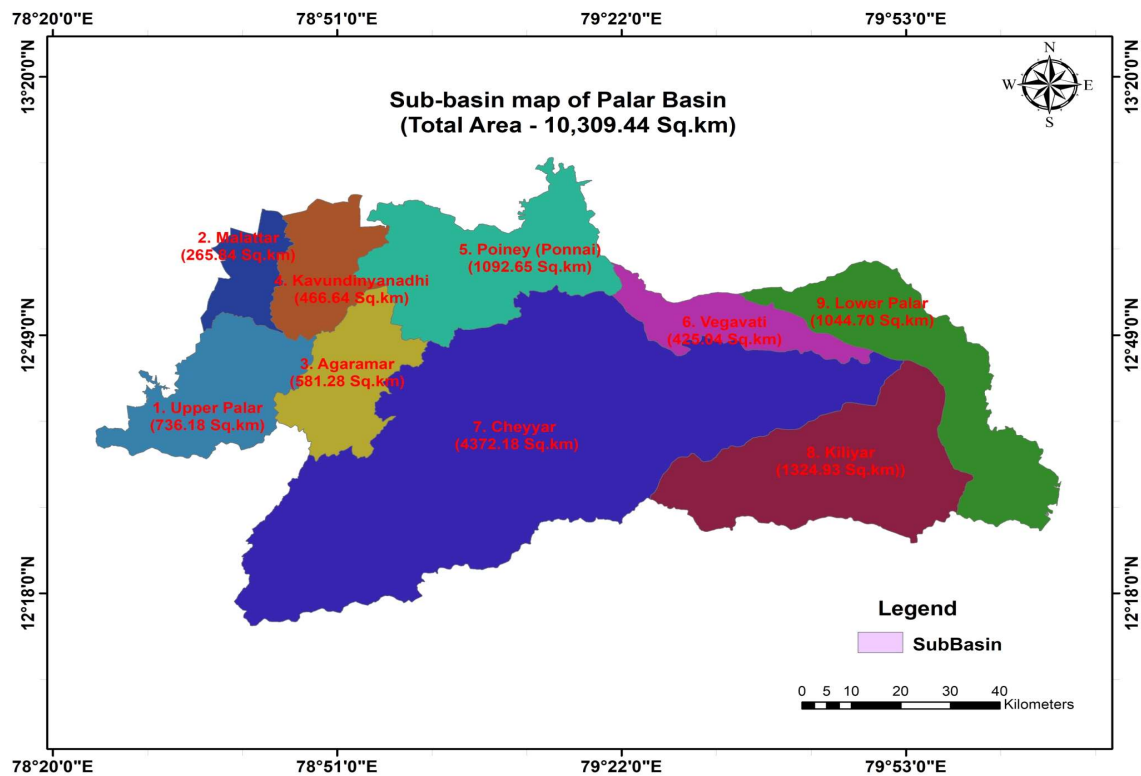 78°20'0"E 78°51'0"E 79°22'0"E 79°53'0"E
13°20'0"N 13°20'0"N
N
W E
S
Sub-basin map of Palar Basin
(Total Area - 10,309.44 Sq.km)
2. Malattar
(265.84 Sq.km)
5. Poiney (Ponnai)
(1092.65 Sq.km)
4. Kavundinyanadhi
(466.64 Sq.km)
9. Lower Palar
(1044.70 Sq.km)
6. Vegavati
(425.04 Sq.km)
12°49'0"N 12°49'0"N
3. Agaramar
(581.28 Sq.km)
1. Upper Palar
(736.18 Sq.km)
7. Cheyyar
(4372.18 Sq.km)
8. Kiliyar
(1324.93 Sq.km))
12°18'0"N 12°18'0"N
Legend
SubBasin
0 5 10 20 30 40
Kilometers
78°20'0"E 78°51'0"E 79°22'0"E 79°53'0"E